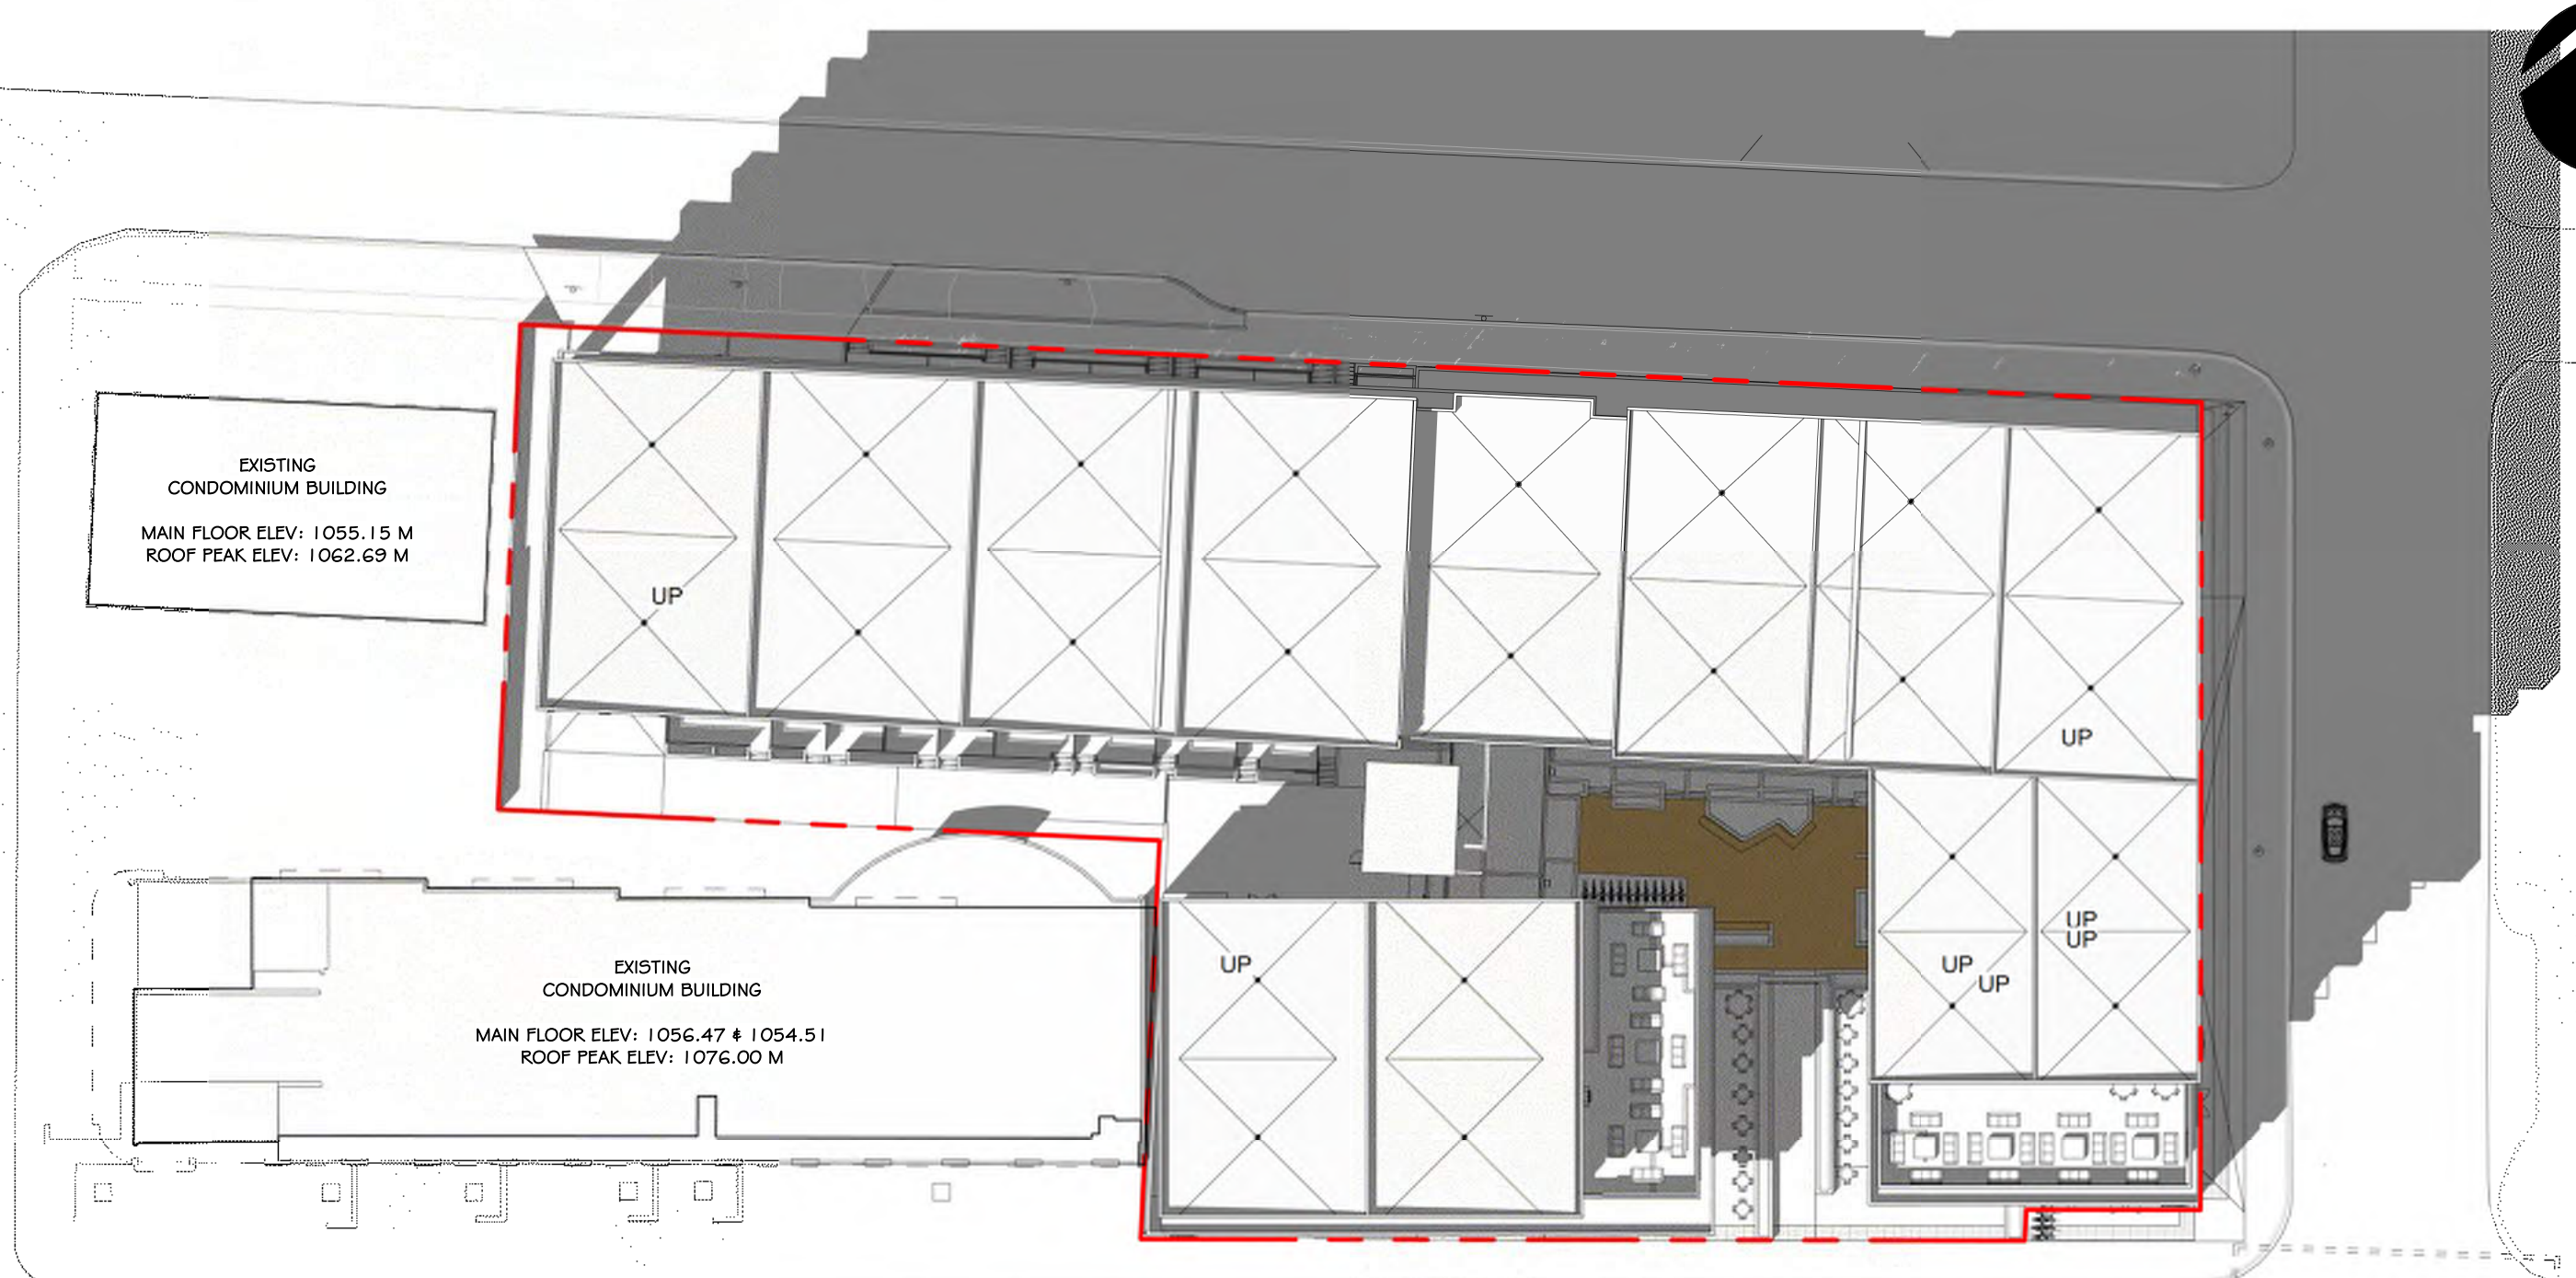 EXISTING
CONDOMINIUM BUILDING
MAIN FLOOR ELEV: 1055.15 M
ROOF PEAK ELEV: 1062.69 M
UP
UP
UP
UP
UP
UP
UP
EXISTING
CONDOMINIUM BUILDING
MAIN FLOOR ELEV: 1056.47 & 1054.51
ROOF PEAK ELEV: 1076.00 M